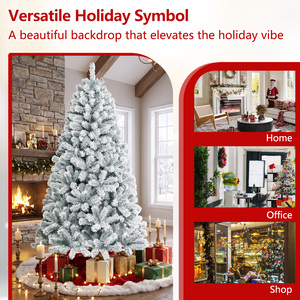 Versatile Holiday Symbol
A beautiful backdrop that elevates the holiday vibe
Home
Office
Shop